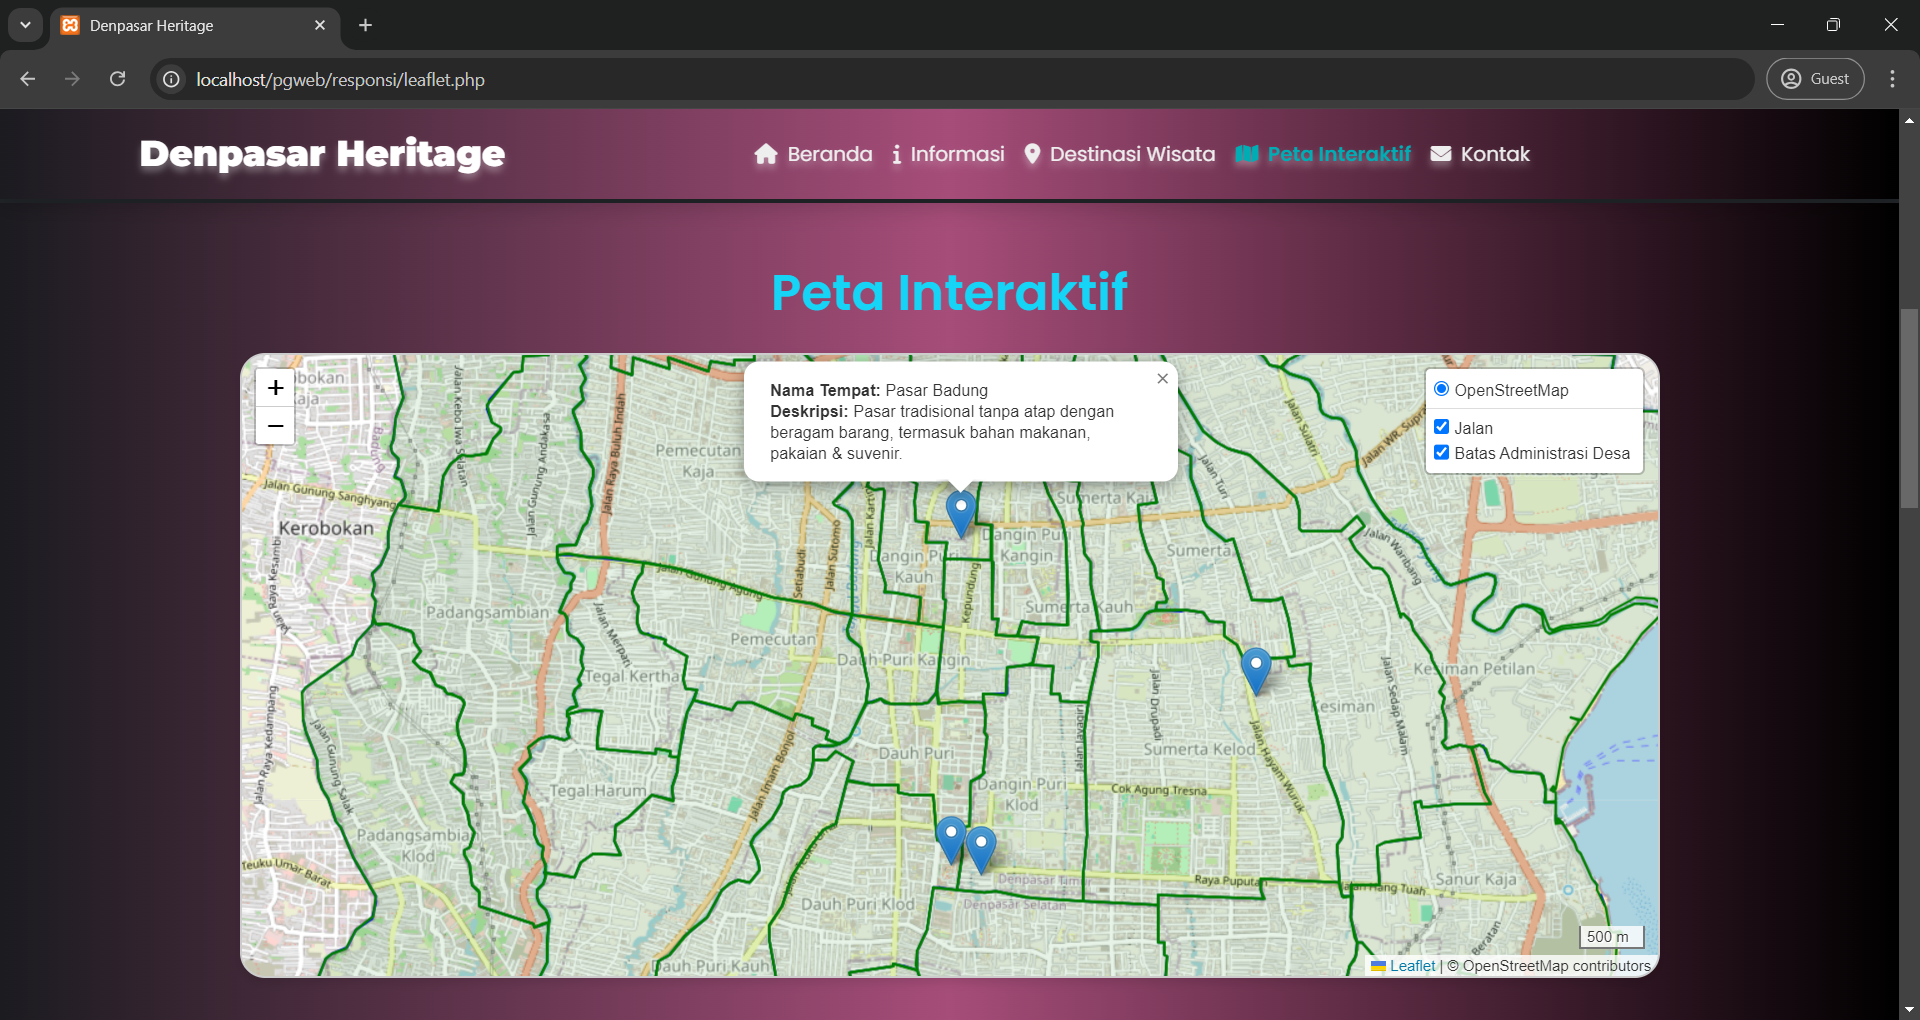 Denpasar Heritage
localhost/pgweb/responsi/leaflet.php
Guest
Denpasar Heritage
Beranda
Informasi
Destinasi Wisata
Peta Interaktif
Kontak
Peta Interaktif
+
−
Nama Tempat: Pasar Badung
Deskripsi: Pasar tradisional tanpa atap dengan
beragam barang, termasuk bahan makanan,
pakaian & suvenir.
OpenStreetMap
Jalan
Batas Administrasi Desa
Jalan Kebo Iwa Selatan
Jalan Gunung Andakasa
Jalan Raya Buluh Indah
Pemecutan
Kaja
Jalan Sulatri
Jalan WR. Supra
Jalan Turi
Jalan Gunung Sanghyang
Kerobokan
Sumerta Kaja
Dangin Puri
Kangin
Dangin Puri
Kauh
Sumerta
Jalan Waribang
Jalan Raya Kesambi
Jalan Gunung Agung
Setiabudi
Jalan Sutomo
Kepundung
Padangsambian
Sumerta Kauh
Jalan Merpati
Pemecutan
Dauh Puri Kangin
Tegal Kertha
Kesiman Petilan
Kesiman
Jalan Drupadi
Jalan Sedap Malam
Jalan Raya Kedampang
Jalan Gunung Salak
Jalan Imam Bonjol
Dauh Puri
Jalan Jayagiri
Sumerta Kelod
Jalan Hayam Wuruk
Tegal Harum
Dangin Puri
Klod
Cok Agung Tresna
Padangsambian
Klod
Teuku Umar Barat
Denpasar Timur
Raya Puputan
Jalan Hang Tuah
Sanur Kaja
Dauh Puri Klod
Denpasar Selatan
Beratan
Dauh Puri Kauh
500 m
Leaflet | © OpenStreetMap contributors